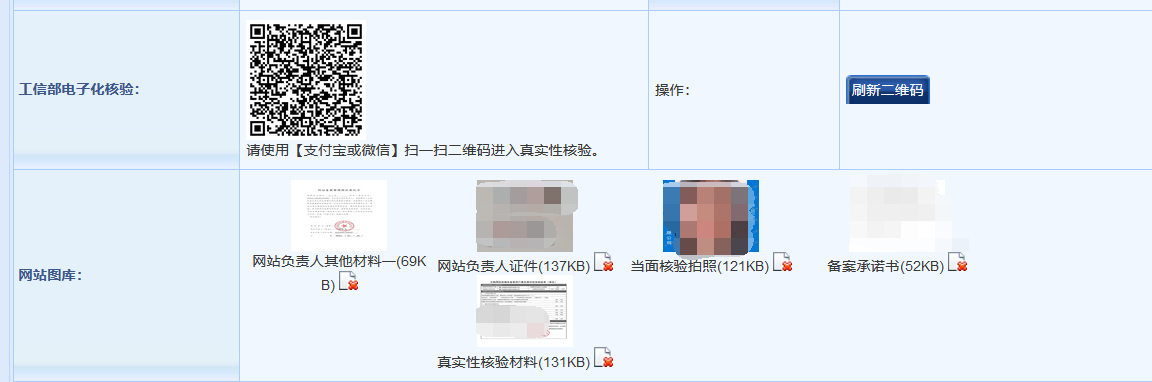 工信部电子化核验：
请使用【支付宝或微信】扫一扫二维码进入真实性核验。
操作：
刷新二维码
网站图库：
网站负责人其他材料一(69K
B)
网站负责人证件(137KB)
当面核验拍照(121KB)
备案承诺书(52KB)
真实性核验材料(131KB)